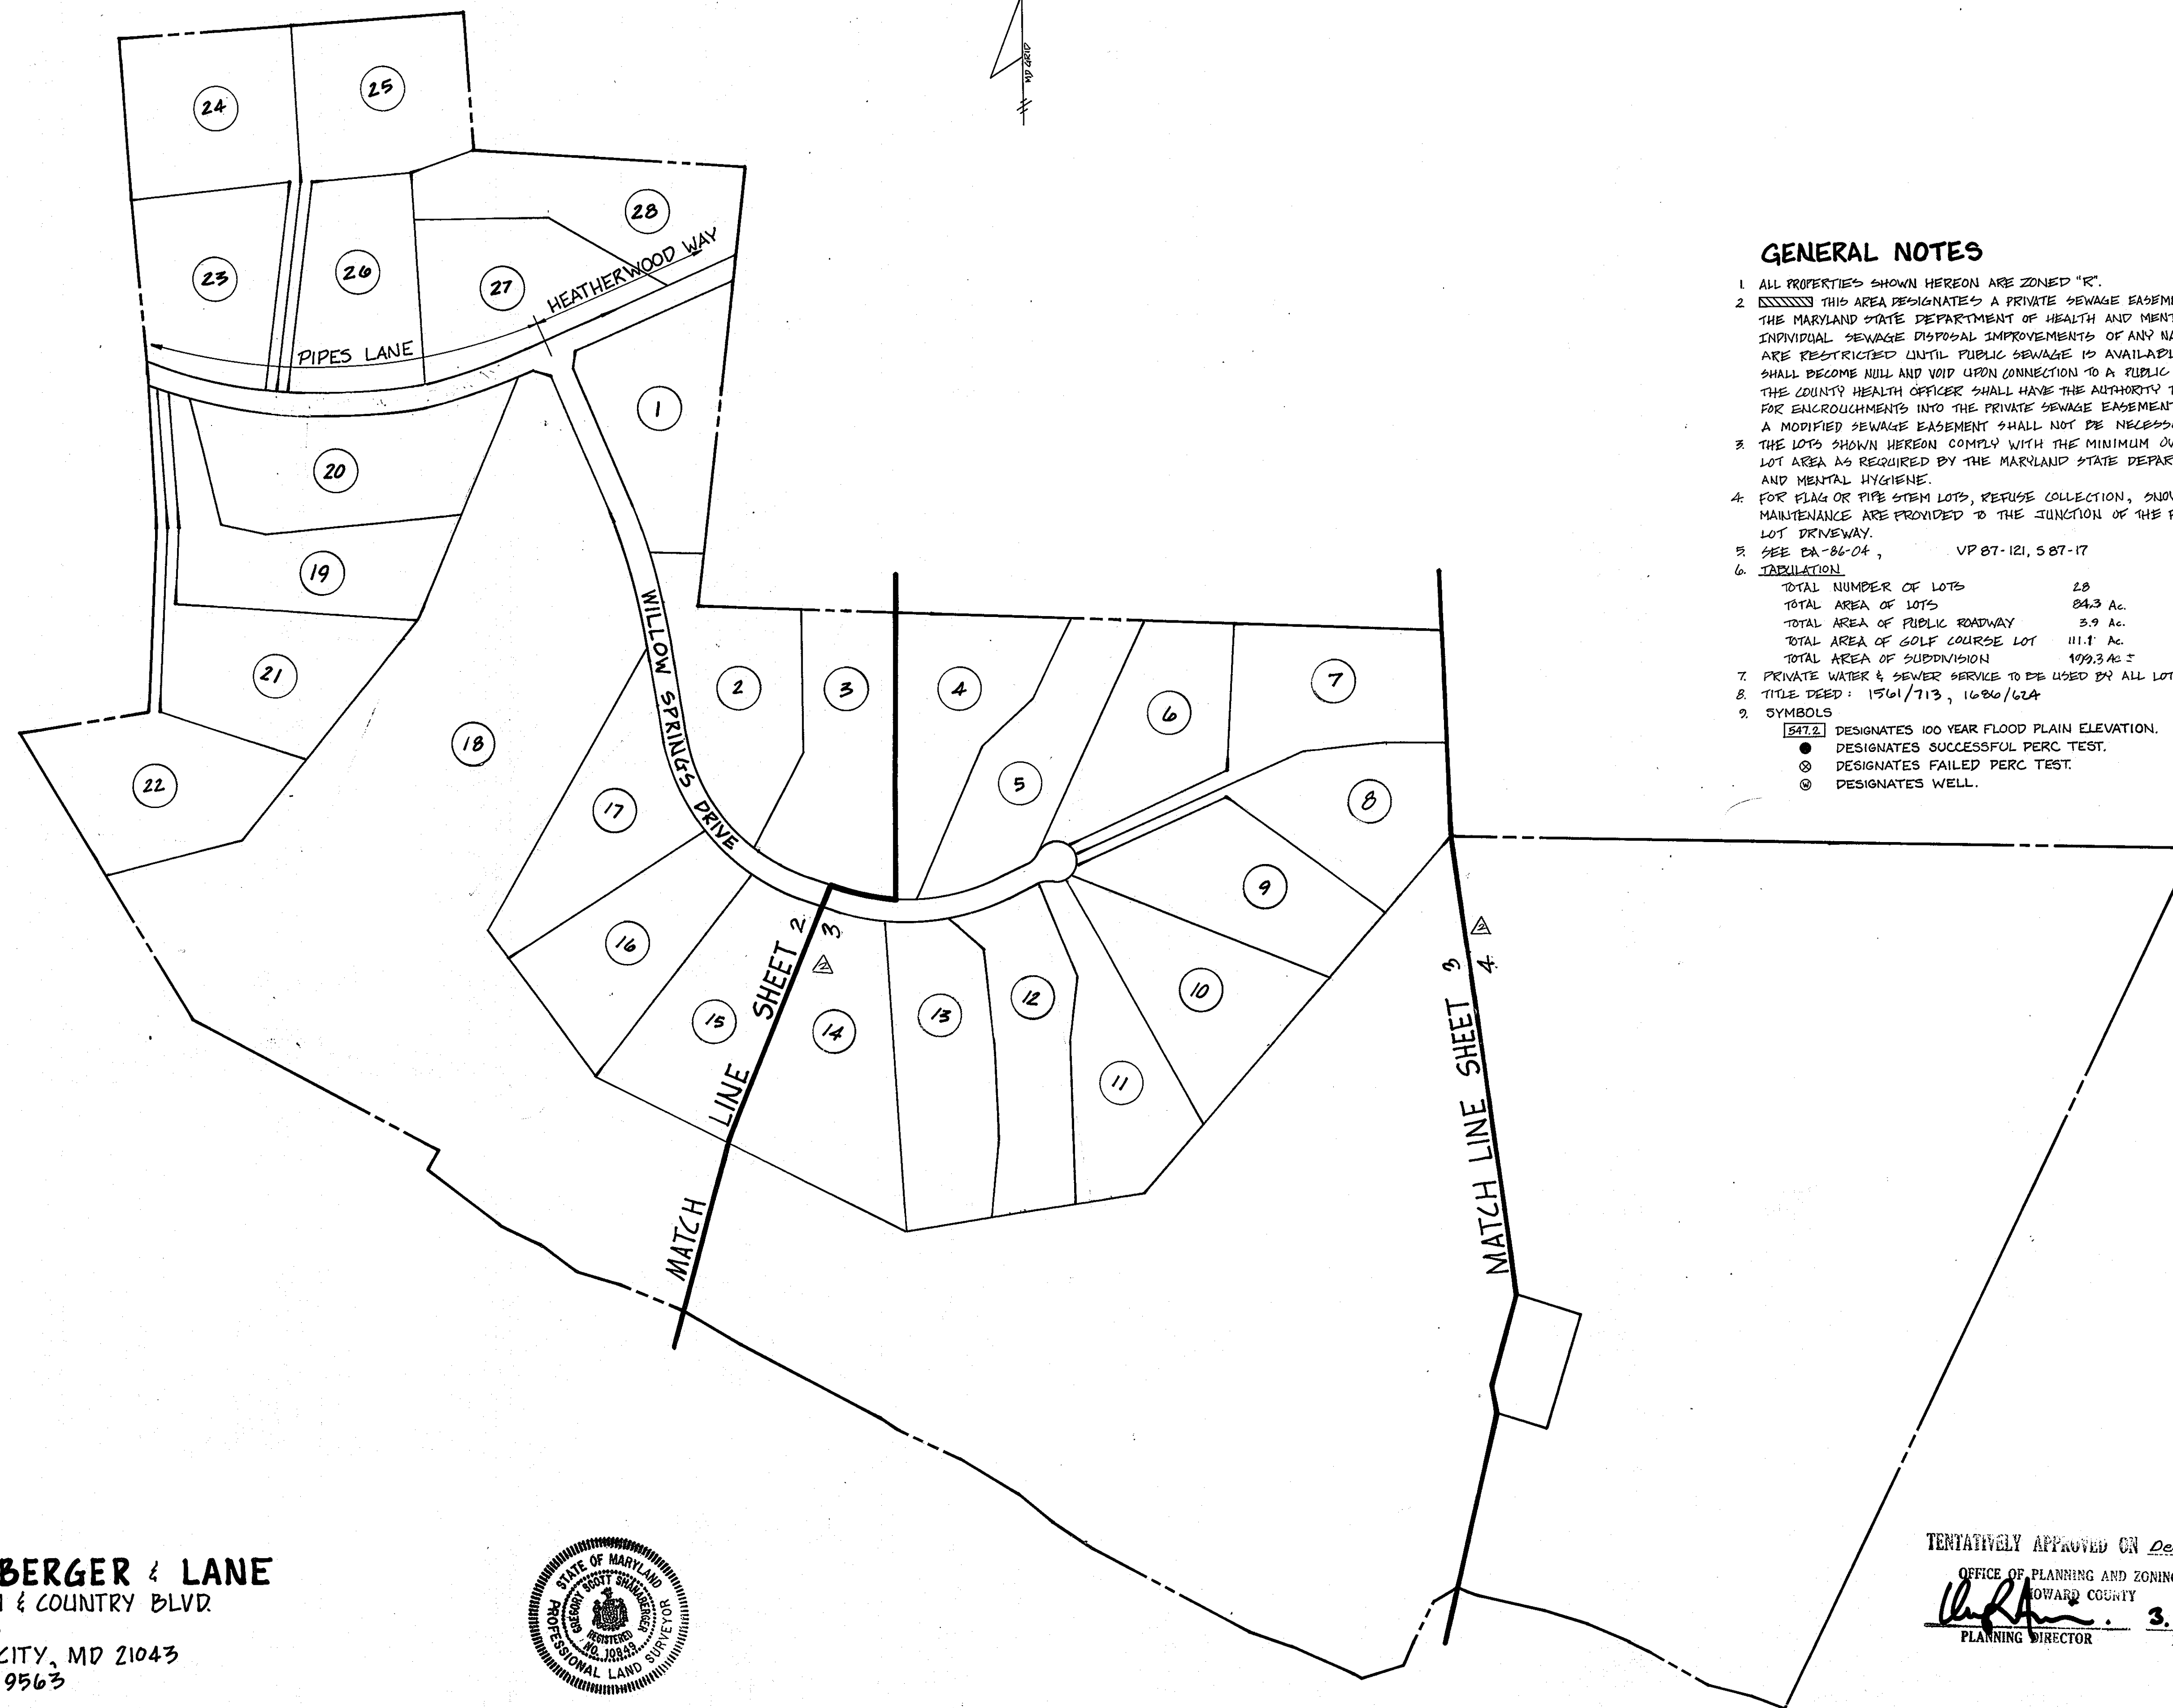 MD GRID
24
25
28
23
26
27
HEATHERWOOD WAY
PIPES LANE
1
20
19
WILLOW SPRINGS DRIVE
21
2
3
4
6
7
18
5
22
17
8
9
16
MATCH LINE SHEET 2
3
2
15
14
13
12
10
11
MATCH LINE SHEET 3
4
2
GENERAL NOTES
1. ALL PROPERTIES SHOWN HEREON ARE ZONED "R".
2. THIS AREA DESIGNATES A PRIVATE SEWAGE EASEM
THE MARYLAND STATE DEPARTMENT OF HEALTH AND MENT
INDIVIDUAL SEWAGE DISPOSAL IMPROVEMENTS OF ANY NA
ARE RESTRICTED UNTIL PUBLIC SEWAGE IS AVAILABL
SHALL BECOME NULL AND VOID UPON CONNECTION TO A PUBLIC
THE COUNTY HEALTH OFFICER SHALL HAVE THE AUTHORITY T
FOR ENCROUCHMENTS INTO THE PRIVATE SEWAGE EASEMENT
A MODIFIED SEWAGE EASEMENT SHALL NOT BE NECESS
3. THE LOTS SHOWN HEREON COMPLY WITH THE MINIMUM OW
LOT AREA AS REQUIRED BY THE MARYLAND STATE DEPAR
AND MENTAL HYGIENE.
4. FOR FLAG OR PIPE STEM LOTS, REFUSE COLLECTION, SNOW
MAINTENANCE ARE PROVIDED TO THE JUNCTION OF THE
LOT DRIVEWAY.
5. SEE BA-86-04, VP 87-121, S 87-17
6. TABULATION
TOTAL NUMBER OF LOTS 28
TOTAL AREA OF LOTS 84.3 Ac.
TOTAL AREA OF PUBLIC ROADWAY 3.9 Ac.
TOTAL AREA OF GOLF COURSE LOT 111.1 Ac.
TOTAL AREA OF SUBDIVISION 199.3 Ac ±
7. PRIVATE WATER & SEWER SERVICE TO BE USED BY ALL LOT
8. TITLE DEED: 1561/713, 1686/624
9. SYMBOLS
547.2 DESIGNATES 100 YEAR FLOOD PLAIN ELEVATION.
DESIGNATES SUCCESSFUL PERC TEST.
DESIGNATES FAILED PERC TEST.
W DESIGNATES WELL.
BERGER & LANE
& COUNTRY BLVD.
CITY, MD 21043
9563
STATE OF MARYLAND
GREGORY SCOTT SHANABERGER
REGISTERED
NO. 10849
PROFESSIONAL LAND SURVEYOR
TENTATIVELY APPROVED ON De
OFFICE OF PLANNING AND ZONING
HOWARD COUNTY
3.
PLANNING DIRECTOR